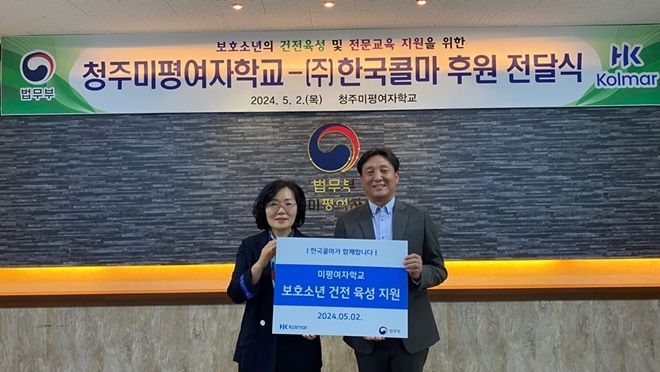 보호소년의 건전육성 및 전문교육 지원을 위한
청주미평여자학교-(주)한국콜마 후원 전달식
법무부
HK
Kolmar
2024. 5. 2.(목) 청주미평여자학교
법무부
미평여자
| 한국콜마가 함께합니다 |
미평여자학교
보호소년 건전 육성 지원
2024.05.02.
HK Kolmar
법무부